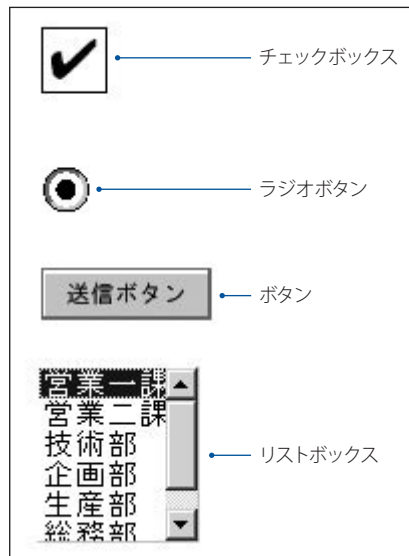 チェックボックス
ラジオボタン
送信ボタン
ボタン
営業一課
営業二課
技術部
企画部
生産部
総務部
リストボックス